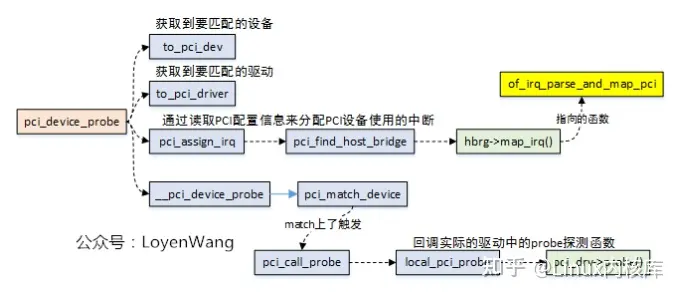 获取到要匹配的设备
to_pci_dev
获取到要匹配的驱动
to_pci_driver
of_irq_parse_and_map_pci
通过读取PCI配置信息来分配PCI设备使用的中断
指向的函数
pci_device_probe
pci_assign_irq
pci_find_host_bridge
hbrg->map_irq()
__pci_device_probe
pci_match_device
match上了触发
公众号：LoyenWang
回调实际的驱动中的probe探测函数
pci_call_probe
local_pci_probe
知乎 @Linux内核库